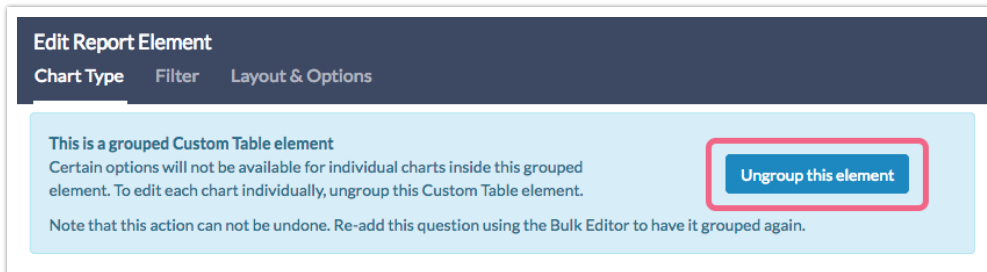 Edit Report Element
Chart Type Filter Layout & Options
This is a grouped Custom Table element
Certain options will not be available for individual charts inside this grouped
element. To edit each chart individually, ungroup this Custom Table element.
Ungroup this element
Note that this action can not be undone. Re-add this question using the Bulk Editor to have it grouped again.